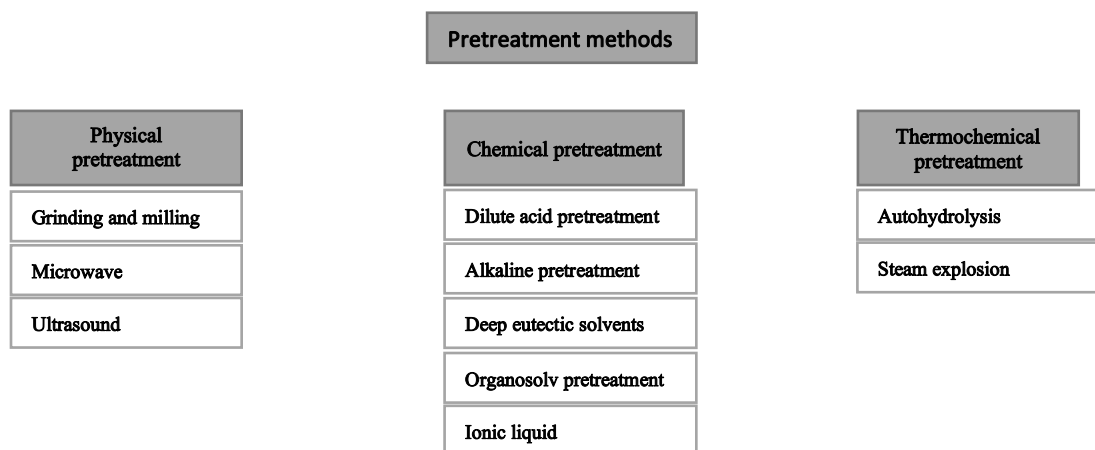 Pretreatment methods
Physical
pretreatment
Grinding and milling
Microwave
Ultrasound
Chemical pretreatment
Dilute acid pretreatment
Alkaline pretreatment
Deep eutectic solvents
Organosolv pretreatment
Ionic liquid
Thermochemical
pretreatment
Autohydrolysis
Steam explosion